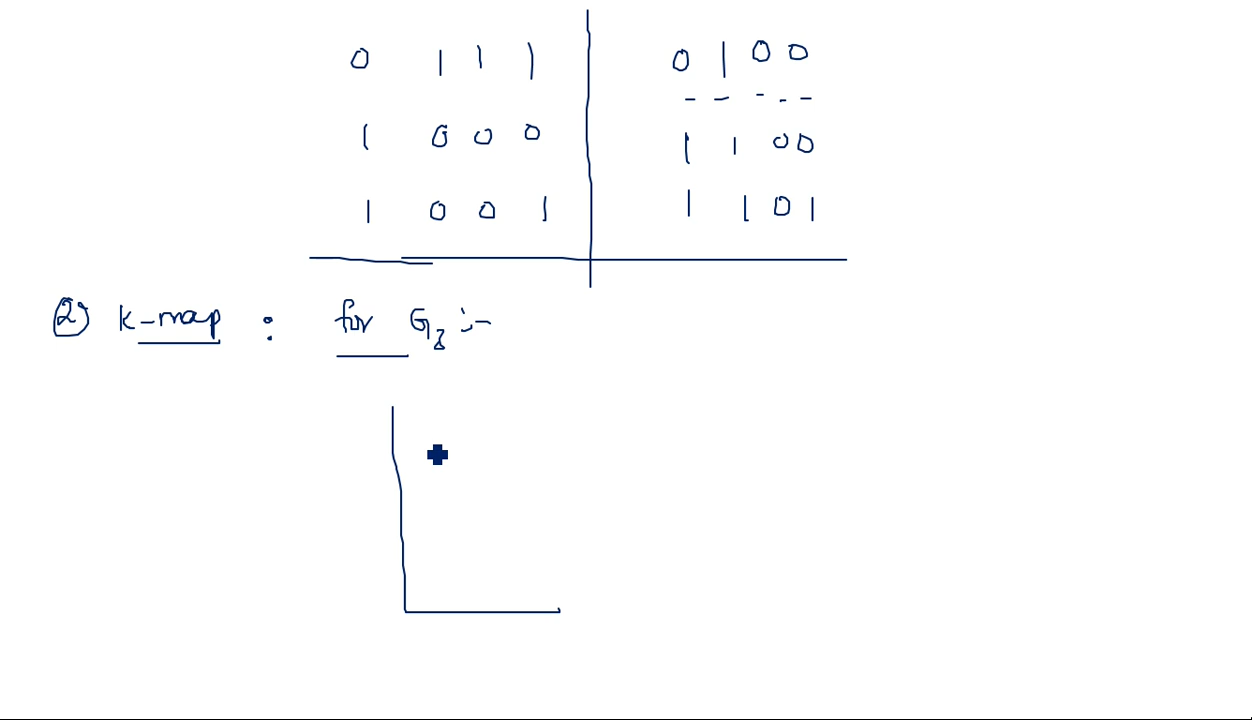 0 1 1 1 0 1 0 0
- - - - -
1 0 0 0 1 1 0 0
1 0 0 1 1 1 0 1
2) K-map : for G3 :-